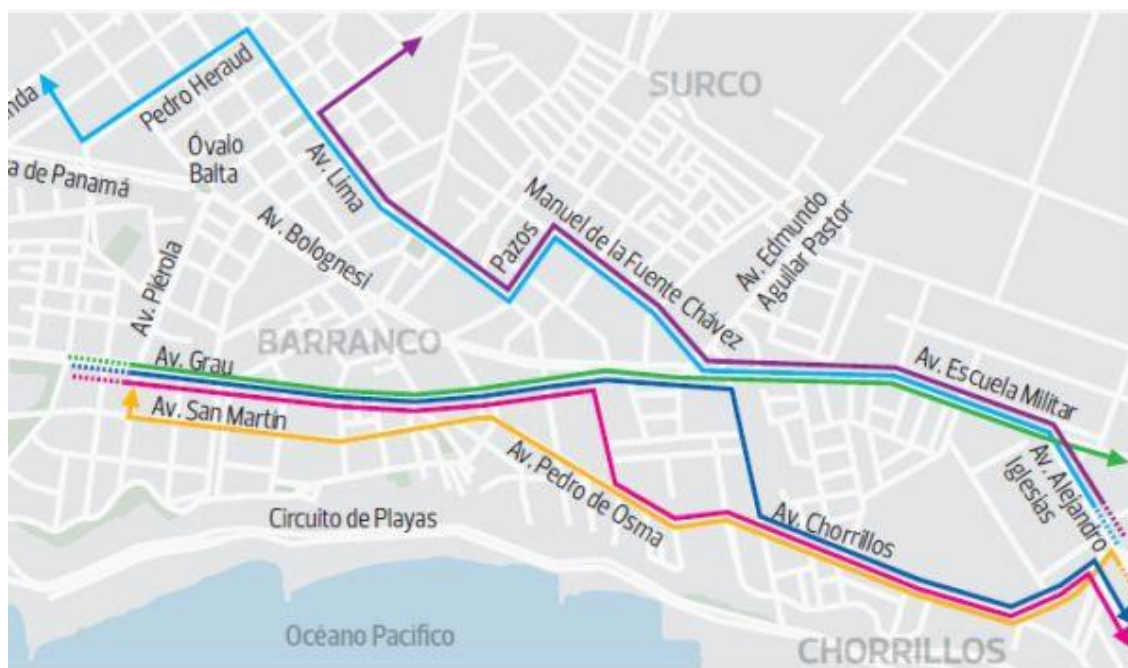 nda
Pedro Heraud
SURCO
Óvalo
Balta
a de Panamá
Av. Lima
Av. Bolognesi
Pazos
Manuel de la Fuente Chávez
Av. Edmundo
Aguilar Pastor
Av. Piérola
BARRANCO
Av. Grau
Av. San Martín
Av. Escuela Militar
Av. Pedro de Osma
Av. Alejandro
Iglesias
Circuito de Playas
Av. Chorrillos
Océano Pacifico
CHORRILLOS